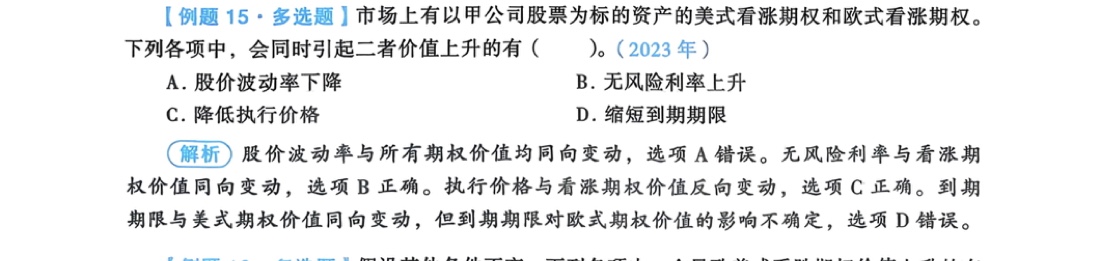 【例题 15·多选题】市场上有以甲公司股票为标的资产的美式看涨期权和欧式看涨期权。
下列各项中，会同时引起二者价值上升的有（　　）。（2023 年）
A. 股价波动率下降　　B. 无风险利率上升
C. 降低执行价格　　D. 缩短到期期限
解析 股价波动率与所有期权价值均同向变动，选项 A 错误。无风险利率与看涨期
权价值同向变动，选项 B 正确。执行价格与看涨期权价值反向变动，选项 C 正确。到期
期限与美式期权价值同向变动，但到期期限对欧式期权价值的影响不确定，选项 D 错误。